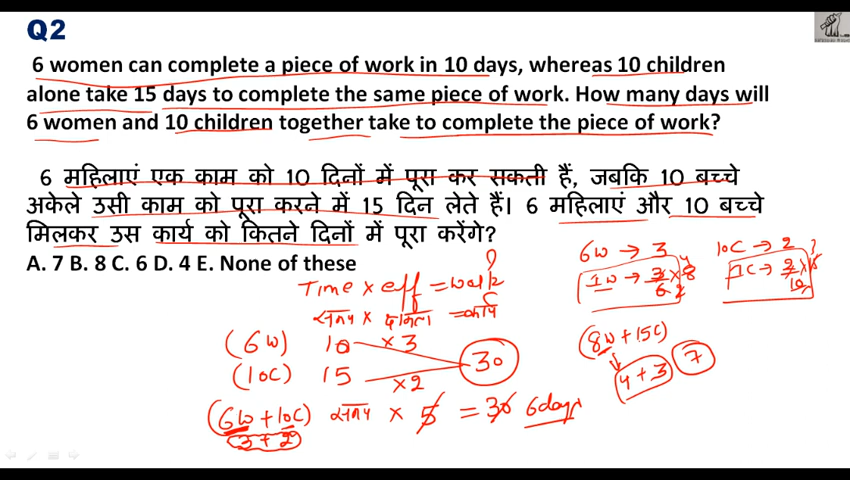 Q2
6 women can complete a piece of work in 10 days, whereas 10 children
alone take 15 days to complete the same piece of work. How many days will
6 women and 10 children together take to complete the piece of work?
6 महिलाएं एक काम को 10 दिनों में पूरा कर सकती हैं, जबकि 10 बच्चे
अकेले उसी काम को पूरा करने में 15 दिन लेते हैं। 6 महिलाएं और 10 बच्चे
मिलकर उस कार्य को कितने दिनों में पूरा करेंगे?
A. 7 B. 8 C. 6 D. 4 E. None of these
6W → 3
10C → 2
1W →
1C →
Time × eff = work
समय × = कार्य
(6W) 10 × 3
30
(10C) 15 × 2
(8W + 15C)
4 + 3 7
(6W + 10C) समय × 5 = 30 6 days
3 + 2